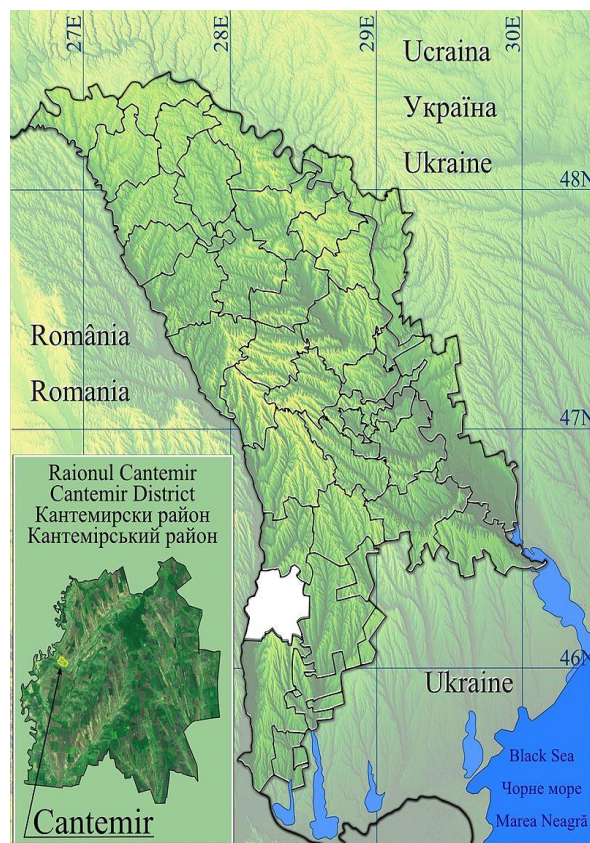 27E
28E
29E
30E
Ucraina
Україна
Ukraine
48N
România
Romania
47N
Raionul Cantemir
Cantemir District
Кантемирски район
Кантемірський район
46N
Ukraine
Black Sea
Чорне море
Marea Neagră
Cantemir